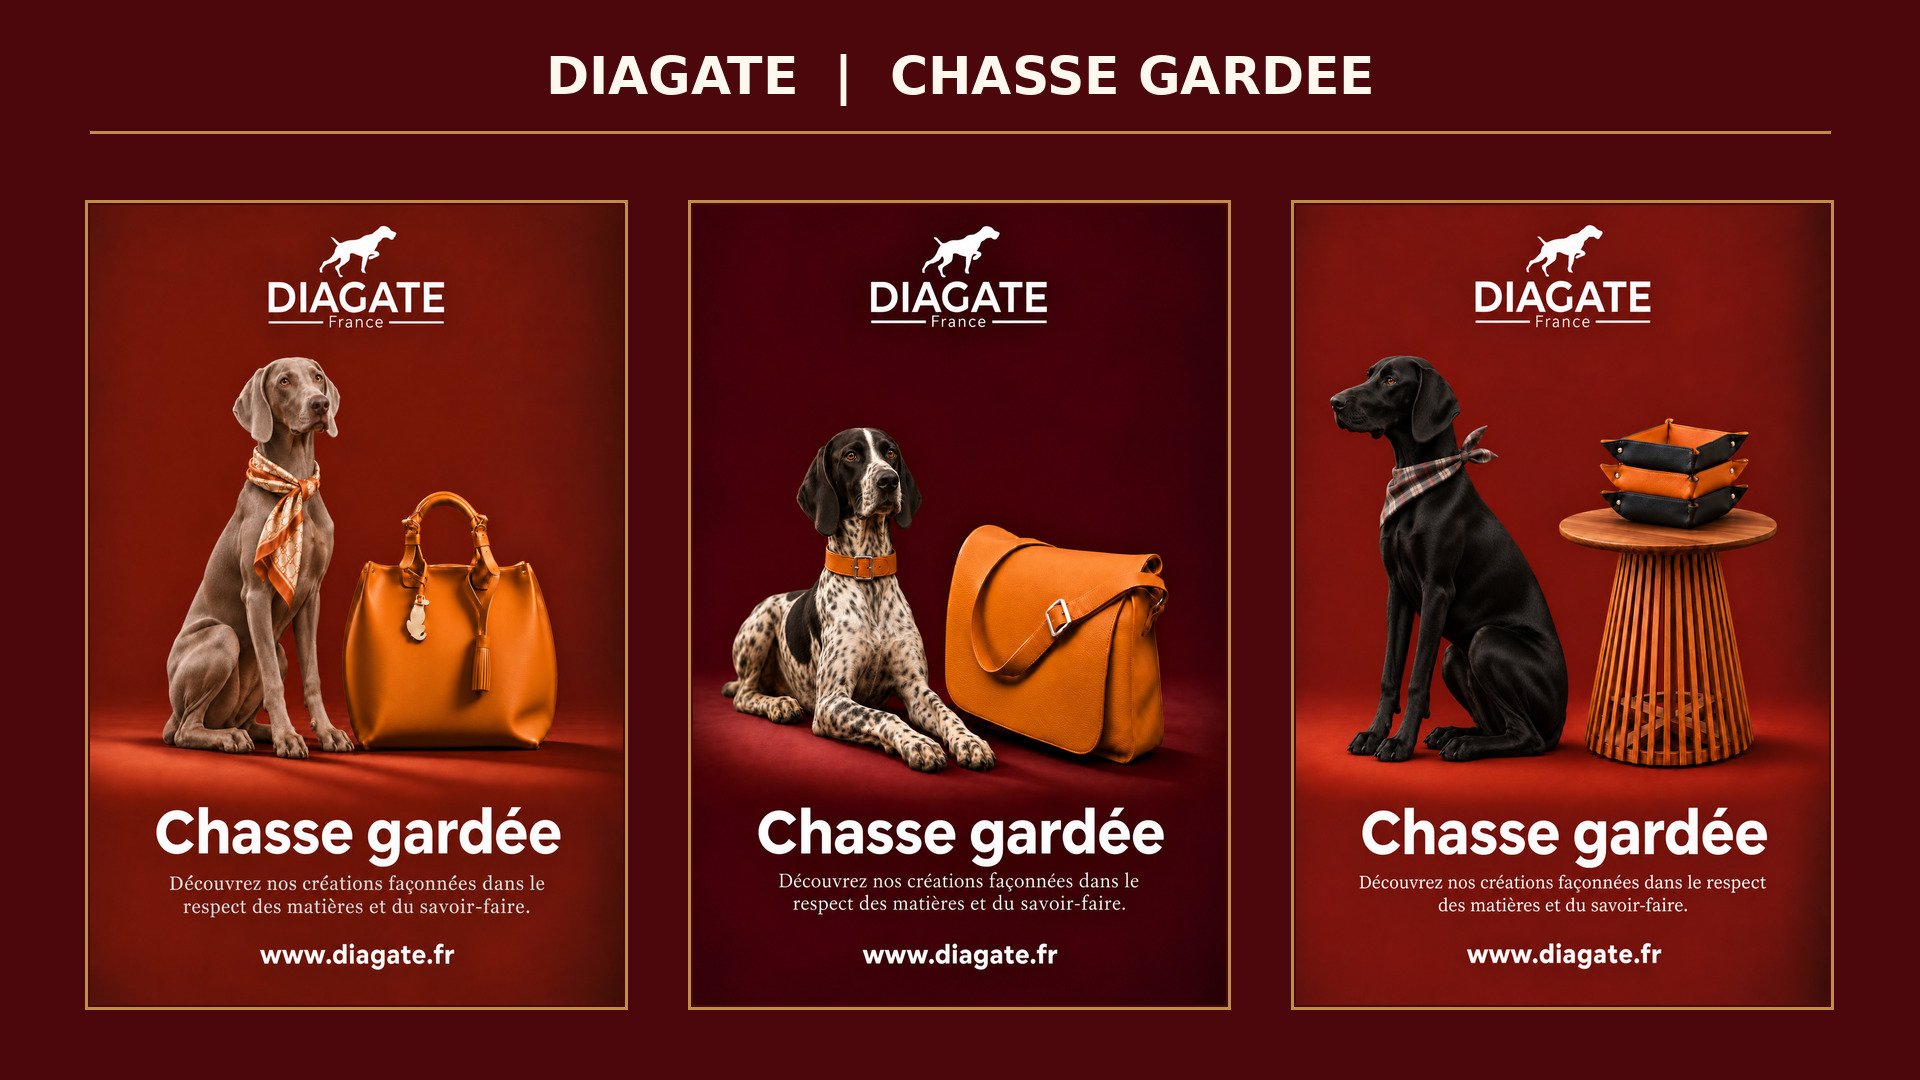 DIAGATE | CHASSE GARDEE
DIAGATE
France
Chasse gardée
Découvrez nos créations façonnées dans le
respect des matières et du savoir-faire.
www.diagate.fr
DIAGATE
France
Chasse gardée
Découvrez nos créations façonnées dans le
respect des matières et du savoir-faire.
www.diagate.fr
DIAGATE
France
Chasse gardée
Découvrez nos créations façonnées dans le respect
des matières et du savoir-faire.
www.diagate.fr